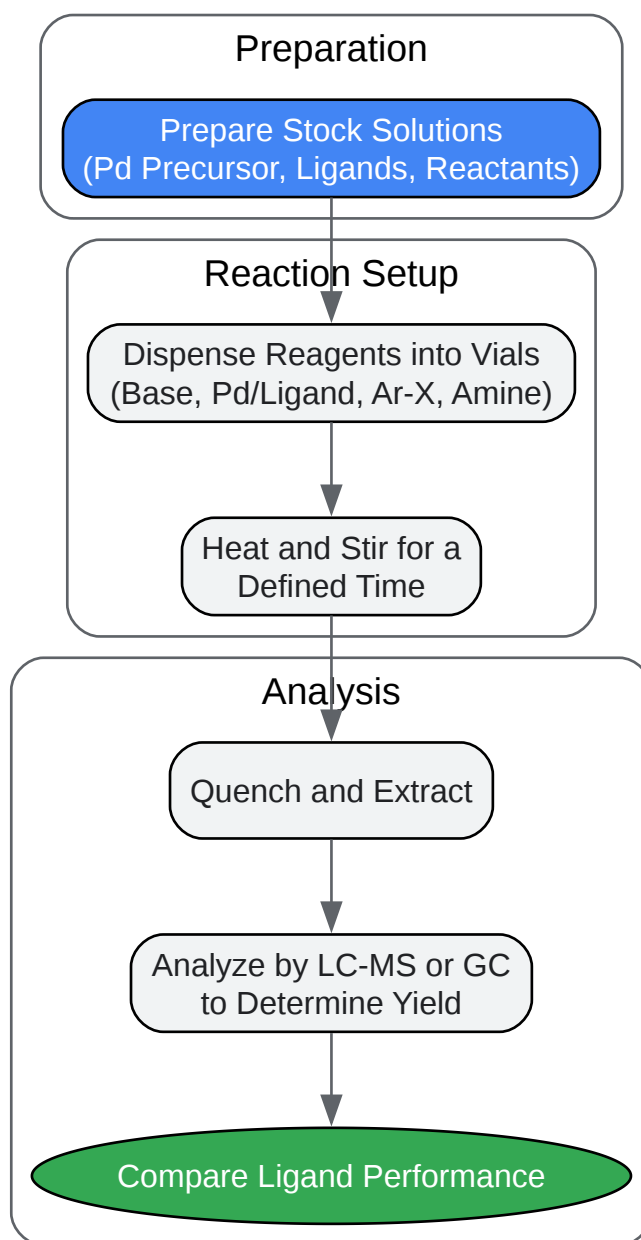 Preparation
Prepare Stock Solutions
(Pd Precursor, Ligands, Reactants)
Reaction Setup
Dispense Reagents into Vials
(Base, Pd/Ligand, Ar-X, Amine)
Heat and Stir for a
Defined Time
Analysis
Quench and Extract
Analyze by LC-MS or GC
to Determine Yield
Compare Ligand Performance